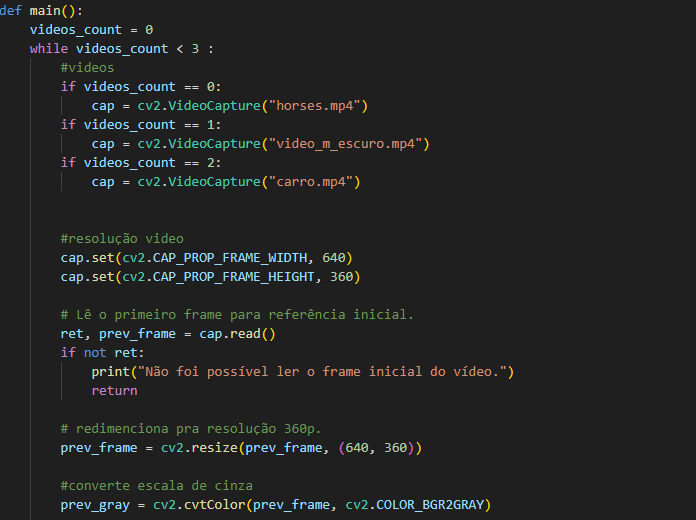 def main():
    videos_count = 0
    while videos_count < 3 :
        #videos
        if videos_count == 0:
            cap = cv2.VideoCapture("horses.mp4")
        if videos_count == 1:
            cap = cv2.VideoCapture("video_m_escuro.mp4")
        if videos_count == 2:
            cap = cv2.VideoCapture("carro.mp4")
        #resolução video
        cap.set(cv2.CAP_PROP_FRAME_WIDTH, 640)
        cap.set(cv2.CAP_PROP_FRAME_HEIGHT, 360)
        # Lê o primeiro frame para referência inicial.
        ret, prev_frame = cap.read()
        if not ret:
            print("Não foi possível ler o frame inicial do vídeo.")
            return
        # redimenciona pra resolução 360p.
        prev_frame = cv2.resize(prev_frame, (640, 360))
        #converte escala de cinza
        prev_gray = cv2.cvtColor(prev_frame, cv2.COLOR_BGR2GRAY)